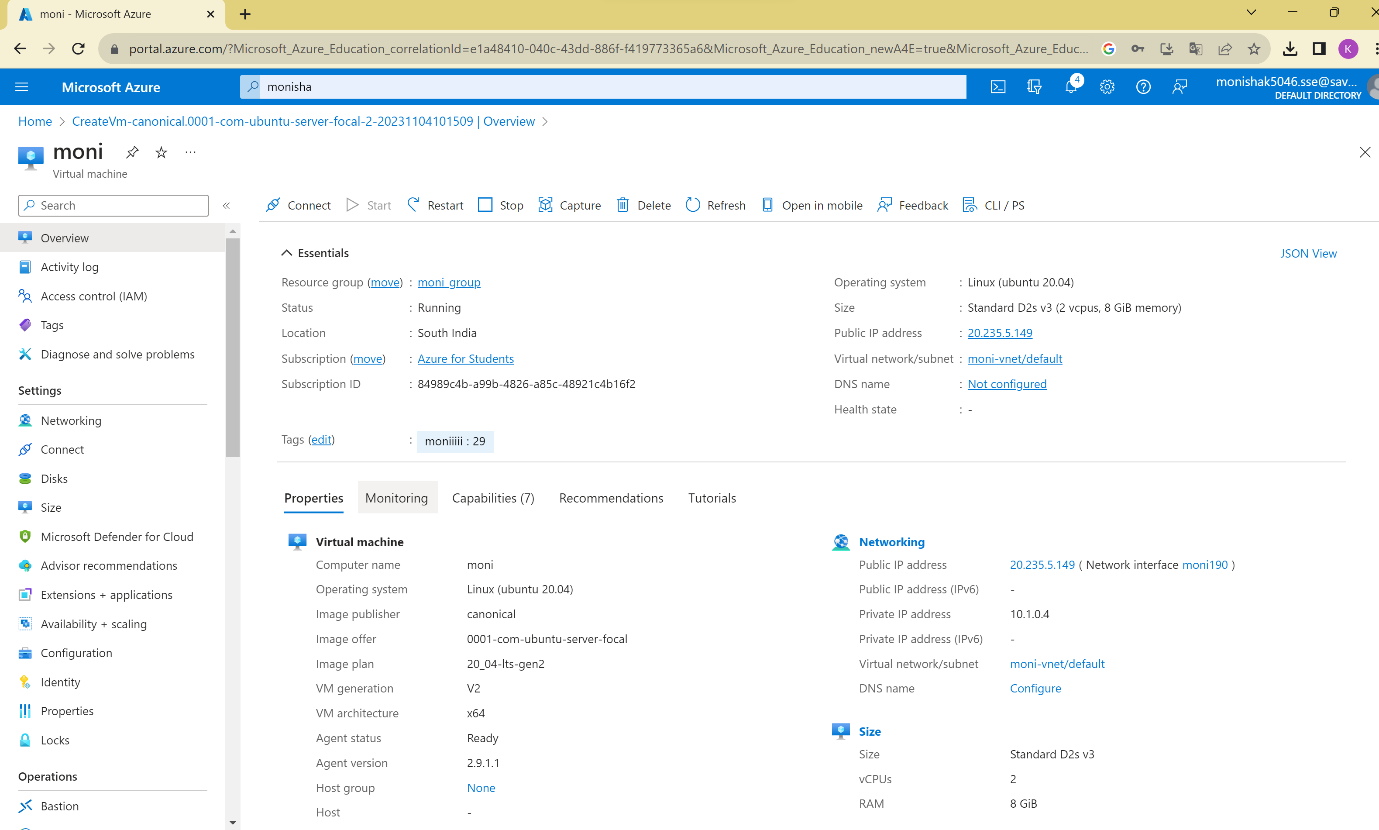 moni - Microsoft Azure
portal.azure.com/?Microsoft_Azure_Education_correlationId=e1a48410-040c-43dd-886f-f419773365a6&Microsoft_Azure_Education_newA4E=true&Microsoft_Azure_Educ...
K
Microsoft Azure
monisha
4
monishak5046.sse@sav...
DEFAULT DIRECTORY
Home > CreateVm-canonical.0001-com-ubuntu-server-focal-2-20231104101509 | Overview >
moni
Virtual machine
Search
Connect Start Restart Stop Capture Delete Refresh Open in mobile Feedback CLI / PS
Overview
Activity log
Access control (IAM)
Tags
Diagnose and solve problems
Settings
Networking
Connect
Disks
Size
Microsoft Defender for Cloud
Advisor recommendations
Extensions + applications
Availability + scaling
Configuration
Identity
Properties
Locks
Operations
Bastion
Essentials
JSON View
Resource group (move) : moni_group
Status : Running
Location : South India
Subscription (move) : Azure for Students
Subscription ID : 84989c4b-a99b-4826-a85c-48921c4b16f2
Operating system : Linux (ubuntu 20.04)
Size : Standard D2s v3 (2 vcpus, 8 GiB memory)
Public IP address : 20.235.5.149
Virtual network/subnet : moni-vnet/default
DNS name : Not configured
Health state : -
Tags (edit) : moniiiii : 29
Properties Monitoring Capabilities (7) Recommendations Tutorials
Virtual machine
Computer name moni
Operating system Linux (ubuntu 20.04)
Image publisher canonical
Image offer 0001-com-ubuntu-server-focal
Image plan 20_04-lts-gen2
VM generation V2
VM architecture x64
Agent status Ready
Agent version 2.9.1.1
Host group None
Host -
Networking
Public IP address 20.235.5.149 ( Network interface moni190 )
Public IP address (IPv6) -
Private IP address 10.1.0.4
Private IP address (IPv6) -
Virtual network/subnet moni-vnet/default
DNS name Configure
Size
Size Standard D2s v3
vCPUs 2
RAM 8 GiB